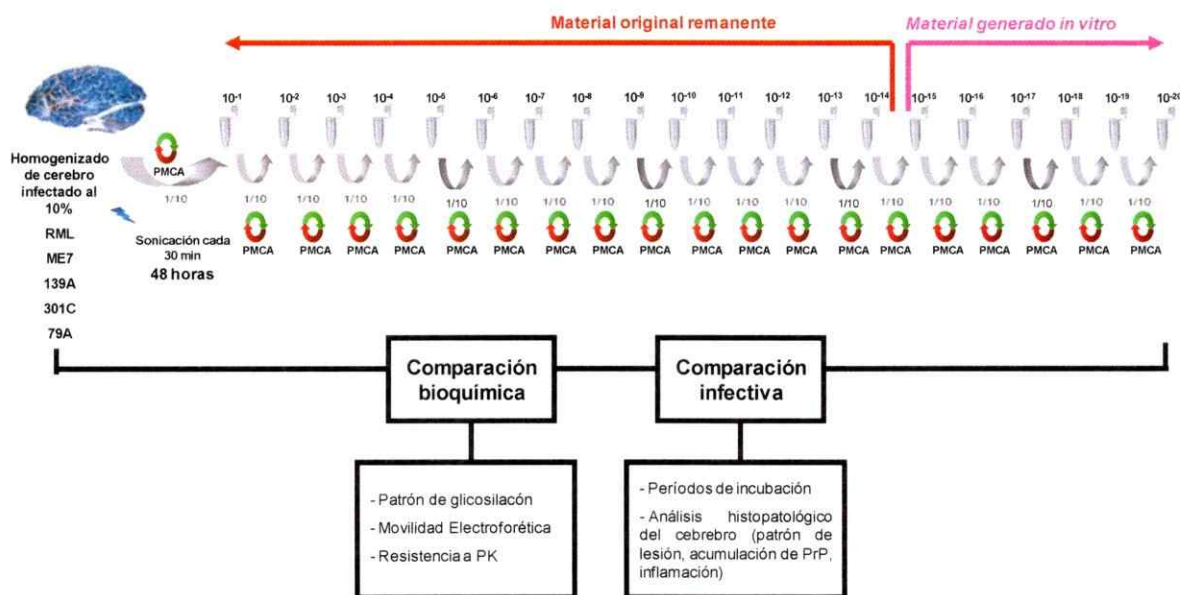 Material original remanente
Material generado in vitro
10-1 10-2 10-3 10-4 10-5 10-6 10-7 10-8 10-9 10-10 10-11 10-12 10-13 10-14 10-15 10-16 10-17 10-18 10-19 10-20
PMCA
1/10
1/10 1/10 1/10 1/10 1/10 1/10 1/10 1/10 1/10 1/10 1/10 1/10 1/10 1/10 1/10 1/10 1/10 1/10 1/10
PMCA PMCA PMCA PMCA PMCA PMCA PMCA PMCA PMCA PMCA PMCA PMCA PMCA PMCA PMCA PMCA PMCA PMCA PMCA
Homogenizado
de cerebro
infectado al
10%
RML
ME7
139A
301C
79A
Sonicación cada
30 min
48 horas
Comparación
bioquímica
Comparación
infectiva
- Patrón de glicosilacón
- Movilidad Electroforética
- Resistencia a PK
- Períodos de incubación
- Análisis histopatológico
del cebrebro (patrón de
lesión, acumulación de PrP,
inflamación)